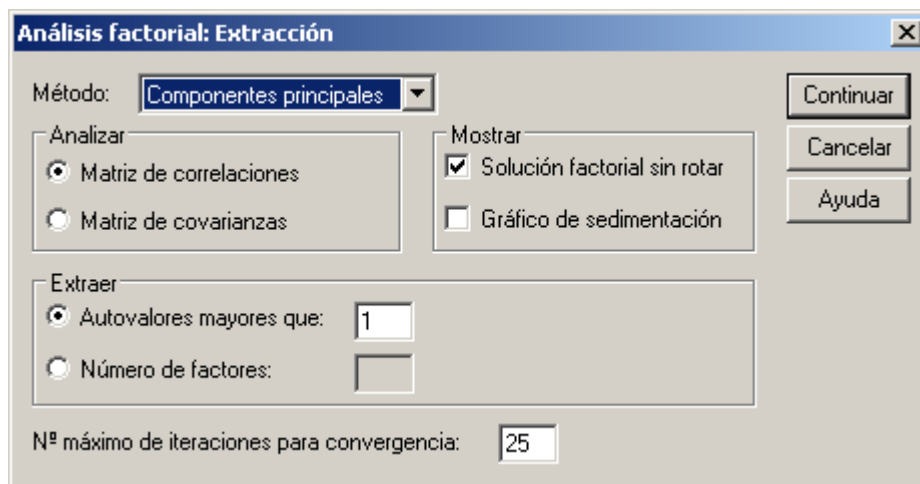 Análisis factorial: Extracción
Método: Componentes principales
Continuar
Analizar
Matriz de correlaciones
Matriz de covarianzas
Mostrar
Solución factorial sin rotar
Gráfico de sedimentación
Cancelar
Ayuda
Extraer
Autovalores mayores que: 1
Número de factores:
Nº máximo de iteraciones para convergencia: 25